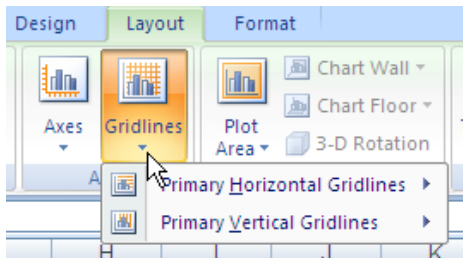 Design Layout Format
Axes
Gridlines
Plot
Area
Chart Wall
Chart Floor
3-D Rotation
A
Primary Horizontal Gridlines
Primary Vertical Gridlines
H
K